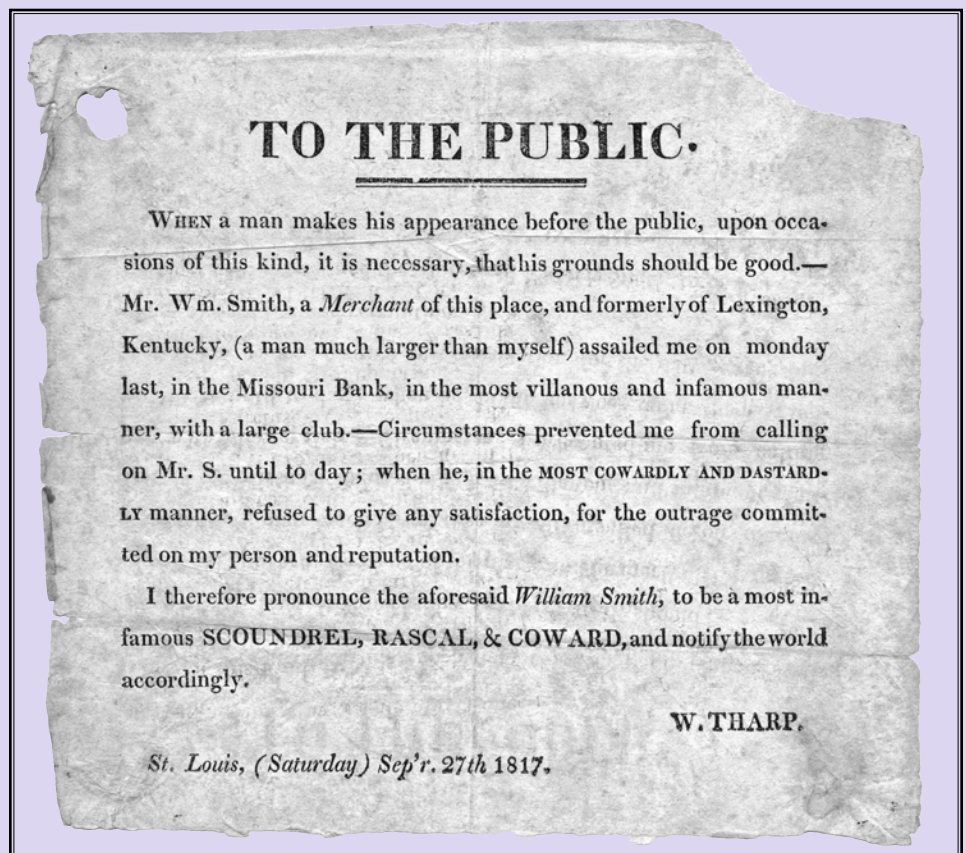 TO THE PUBLIC.
WHEN a man makes his appearance before the public, upon occa-
sions of this kind, it is necessary, that his grounds should be good.—
Mr. Wm. Smith, a Merchant of this place, and formerly of Lexington,
Kentucky, (a man much larger than myself) assailed me on monday
last, in the Missouri Bank, in the most villanous and infamous man-
ner, with a large club.—Circumstances prevented me from calling
on Mr. S. until to day; when he, in the MOST COWARDLY AND DASTARD-
LY manner, refused to give any satisfaction, for the outrage commit-
ted on my person and reputation.
I therefore pronounce the aforesaid William Smith, to be a most in-
famous SCOUNDREL, RASCAL, & COWARD, and notify the world
accordingly.
W. THARP.
St. Louis, (Saturday) Sep'r. 27th 1817.